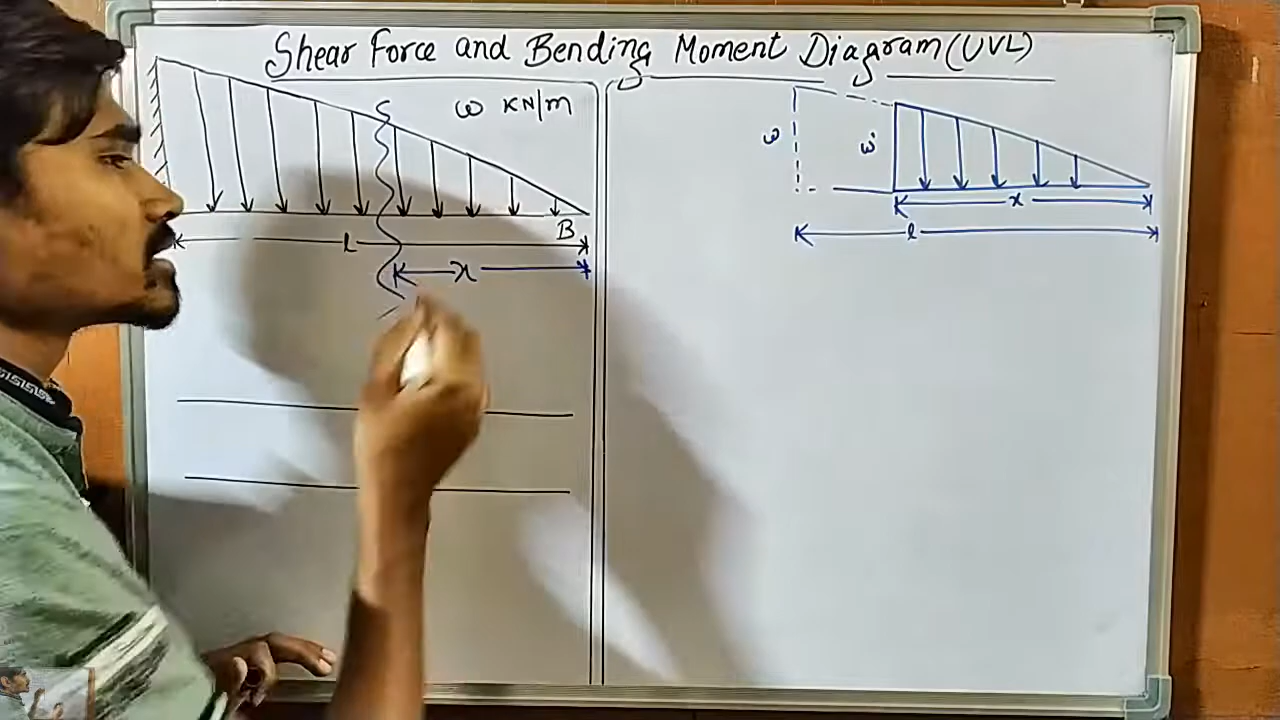 Shear Force and Bending Moment Diagram (UVL)
ω KN/m
B
l
x
ω
ω'
x
l